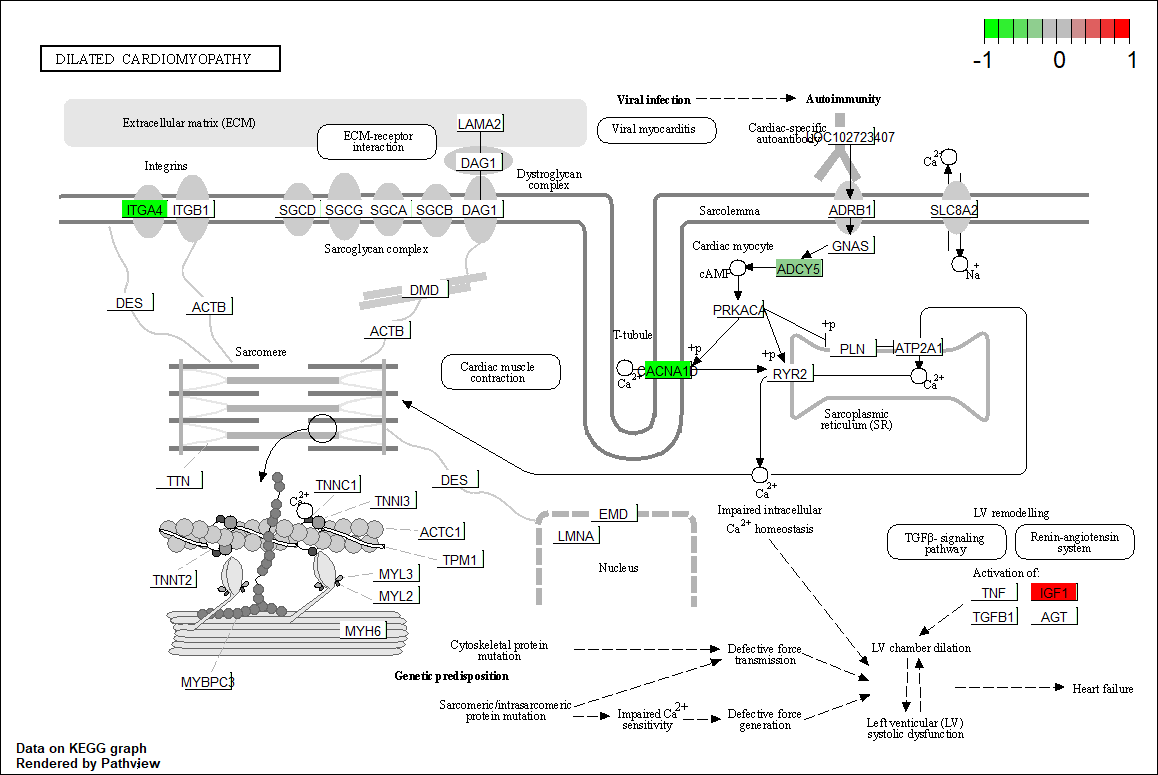 -1 0 1
DILATED CARDIOMYOPATHY
Viral infection
Autoimmunity
Extracellular matrix (ECM)
LAMA2
ECM-receptor
interaction
Viral myocarditis
Cardiac-specific
autoantibody
LOC102723407
DAG1
Dystroglycan
complex
Integrins
Ca2+
ITGA4
ITGB1
SGCD
SGCG
SGCA
SGCB
DAG1
Sarcolemma
ADRB1
SLC8A2
Sarcoglycan complex
Cardiac myocyte
GNAS
cAMP
ADCY5
Na+
DMD
DES
ACTB
PRKACA
ACTB
T-tubule
+p
+p
+p
PLN
ATP2A1
Sarcomere
Cardiac muscle
contraction
Ca2+
CACNA1D
RYR2
Ca2+
Sarcoplasmic
reticulum (SR)
TTN
DES
Ca2+
TNNC1
TNNI3
Ca2+
ACTC1
TPM1
EMD
LMNA
Nucleus
Impaired intracellular
Ca2+ homeostasis
LV remodelling
TGFβ- signaling
pathway
Renin-angiotensin
system
TNNT2
MYL3
MYL2
Activation of:
TNF
IGF1
TGFB1
AGT
MYH6
MYBPC3
Cytoskeletal protein
mutation
Defective force
transmission
LV chamber dilation
Genetic predisposition
Sarcomeric/intrasarcomeric
protein mutation
Impaired Ca2+
sensitivity
Defective force
generation
Heart failure
Left venticular (LV)
systolic dysfunction
Data on KEGG graph
Rendered by Pathview